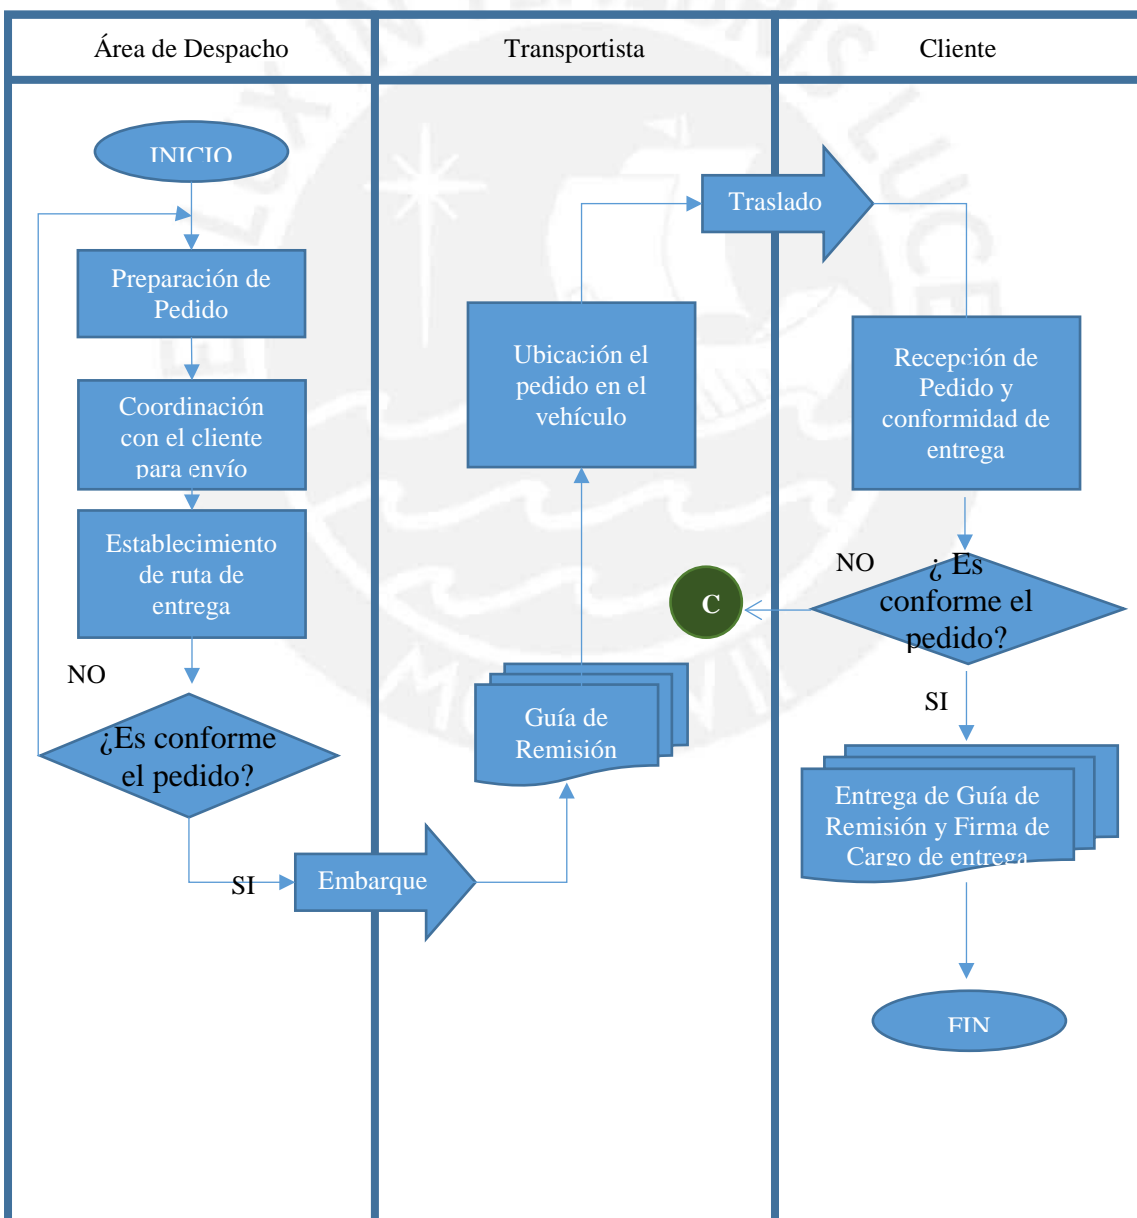 Área de Despacho
Transportista
Cliente
INICIO
Preparación de
Pedido
Coordinación
con el cliente
para envío
Establecimiento
de ruta de
entrega
NO
¿Es conforme
el pedido?
SI
Embarque
Guía de
Remisión
Ubicación el
pedido en el
vehículo
Traslado
Recepción de
Pedido y
conformidad de
entrega
NO
¿ Es
conforme el
pedido?
C
SI
Entrega de Guía de
Remisión y Firma de
Cargo de entrega
FIN